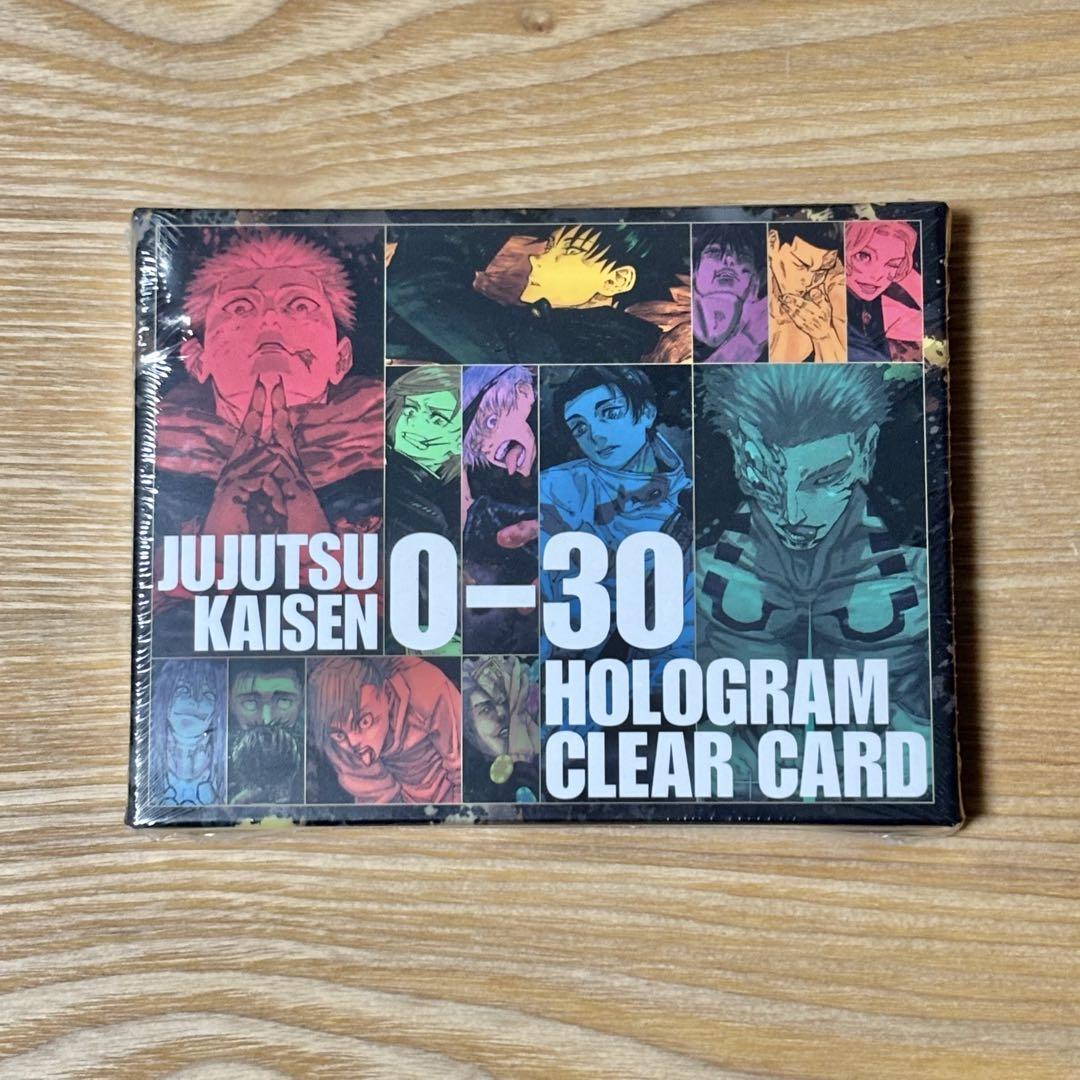 JUJUTSU
KAISEN
0–30
HOLOGRAM
CLEAR CARD